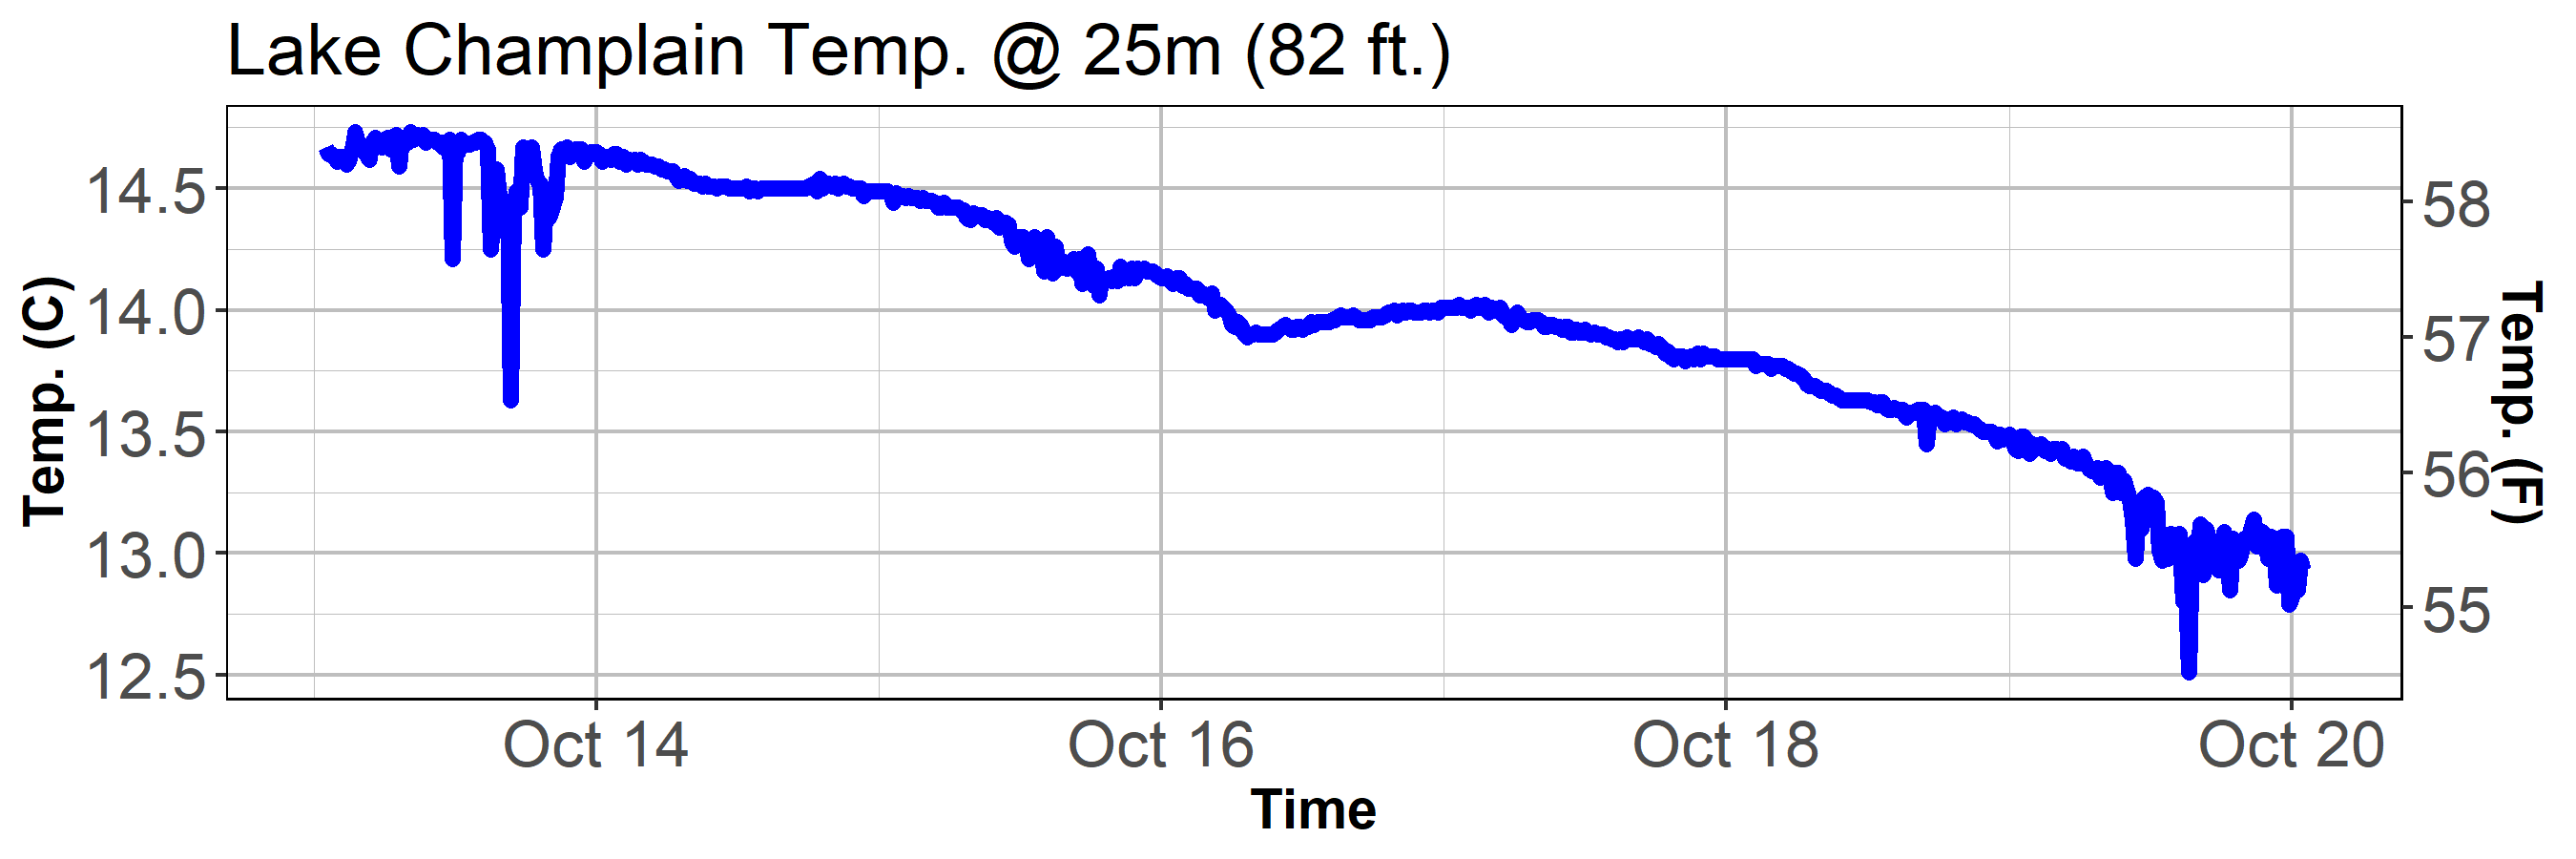 Lake Champlain Temp. @ 25m (82 ft.)
Temp. (C)
14.5
14.0
13.5
13.0
12.5
58
57
56
55
Temp. (F)
Oct 14 Oct 16 Oct 18 Oct 20
Time